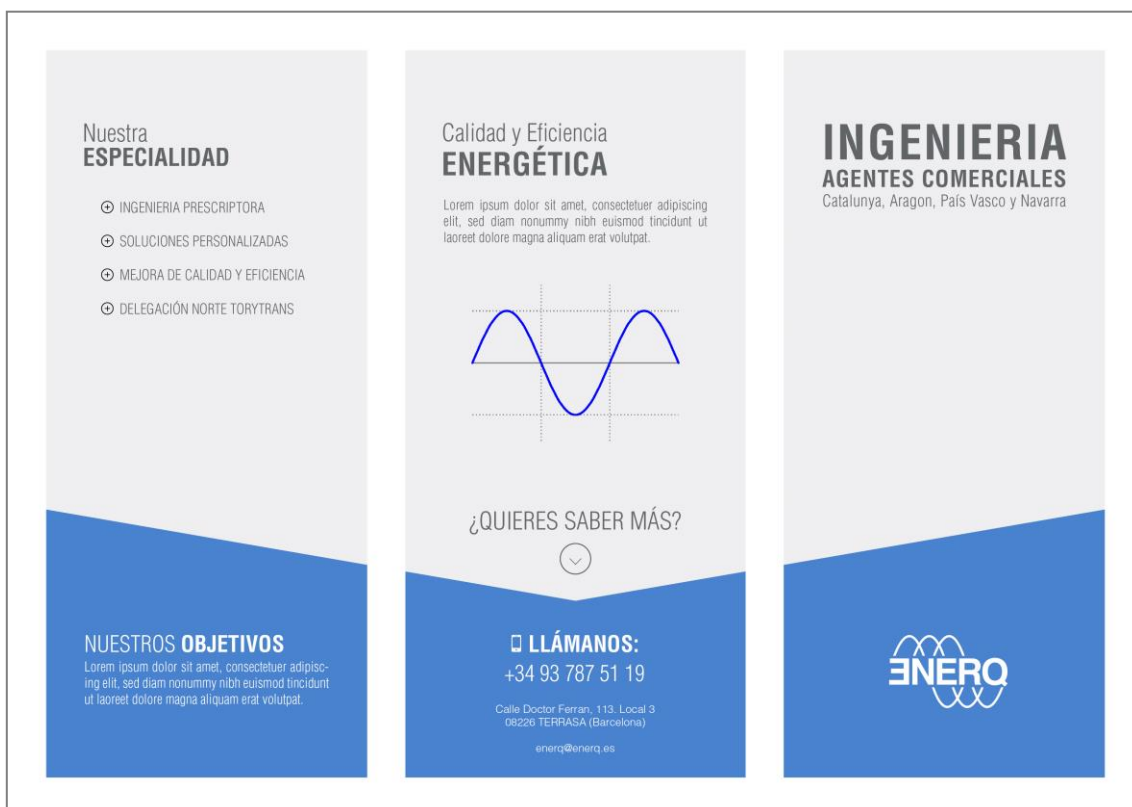 Nuestra
ESPECIALIDAD
INGENIERIA PRESCRIPTORA
SOLUCIONES PERSONALIZADAS
MEJORA DE CALIDAD Y EFICIENCIA
DELEGACIÓN NORTE TORYTRANS
NUESTROS OBJETIVOS
Lorem ipsum dolor sit amet, consectetuer adipisc-
ing elit, sed diam nonummy nibh euismod tincidunt
ut laoreet dolore magna aliquam erat volutpat.
Calidad y Eficiencia
ENERGÉTICA
Lorem ipsum dolor sit amet, consectetuer adipiscing
elit, sed diam nonummy nibh euismod tincidunt ut
laoreet dolore magna aliquam erat volutpat.
¿QUIERES SABER MÁS?
LLÁMANOS:
+34 93 787 51 19
Calle Doctor Ferran, 113. Local 3
08226 TERRASA (Barcelona)
enerq@enerq.es
INGENIERIA
AGENTES COMERCIALES
Catalunya, Aragon, País Vasco y Navarra
ENERQ